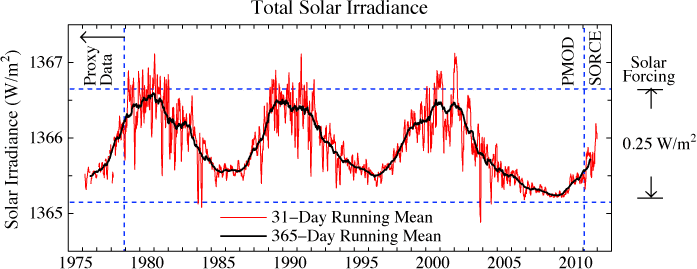 Total Solar Irradiance
Solar Irradiance (W/m²)
1367
1366
1365
Proxy
Data
PMOD
SORCE
Solar
Forcing
0.25 W/m²
31-Day Running Mean
365-Day Running Mean
1975 1980 1985 1990 1995 2000 2005 2010